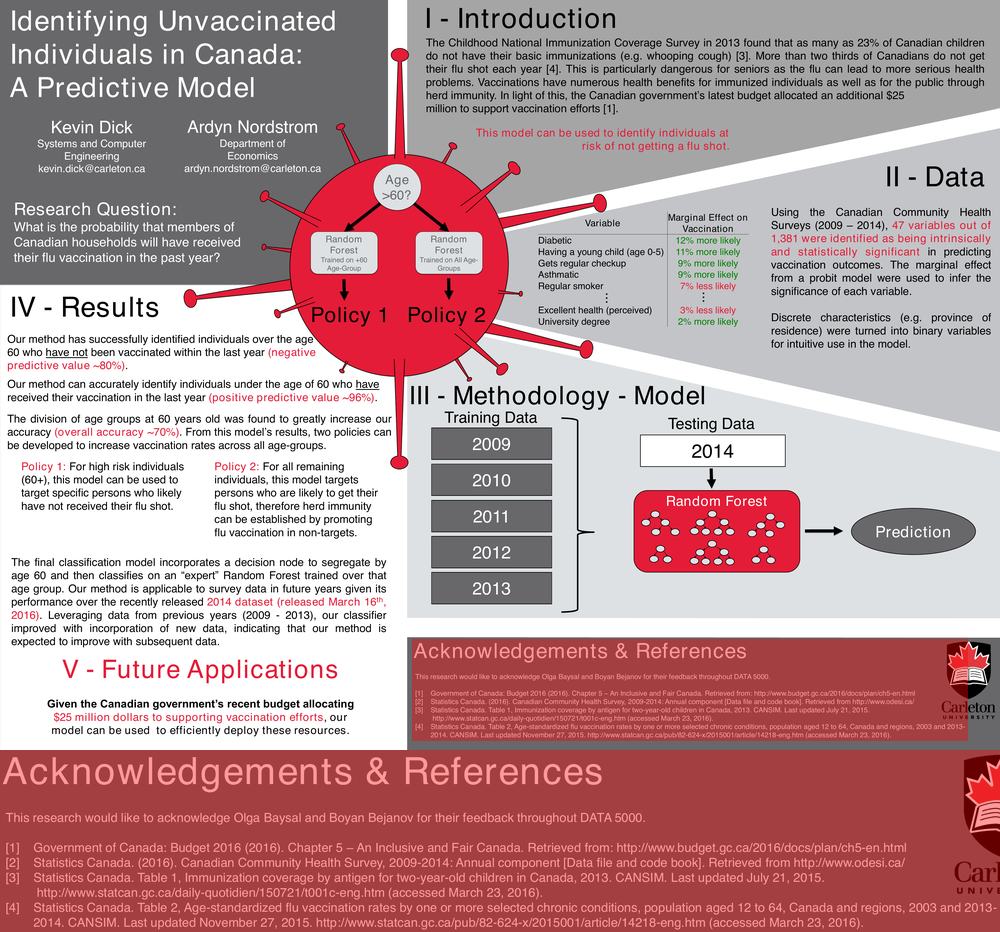 Identifying Unvaccinated
Individuals in Canada:
A Predictive Model
Kevin Dick
Systems and Computer
Engineering
kevin.dick@carleton.ca
Ardyn Nordstrom
Department of
Economics
ardyn.nordstrom@carleton.ca
Research Question:
What is the probability that members of
Canadian households will have received
their flu vaccination in the past year?
I - Introduction
The Childhood National Immunization Coverage Survey in 2013 found that as many as 23% of Canadian children
do not have their basic immunizations (e.g. whooping cough) [3]. More than two thirds of Canadians do not get
their flu shot each year [4]. This is particularly dangerous for seniors as the flu can lead to more serious health
problems. Vaccinations have numerous health benefits for immunized individuals as well as for the public through
herd immunity. In light of this, the Canadian government's latest budget allocated an additional $25
million to support vaccination efforts [1].
This model can be used to identify individuals at
risk of not getting a flu shot.
Age
>60?
Random
Forest
Trained on +60
Age-Group
Random
Forest
Trained on All Age-
Groups
Policy 1
Policy 2
II - Data
Variable
Marginal Effect on
Vaccination
Diabetic 12% more likely
Having a young child (age 0-5) 11% more likely
Gets regular checkup 9% more likely
Asthmatic 9% more likely
Regular smoker 7% less likely
⋮ ⋮
Excellent health (perceived) 3% less likely
University degree 2% more likely
Using the Canadian Community Health
Surveys (2009 – 2014), 47 variables out of
1,381 were identified as being intrinsically
and statistically significant in predicting
vaccination outcomes. The marginal effect
from a probit model were used to infer the
significance of each variable.
Discrete characteristics (e.g. province of
residence) were turned into binary variables
for intuitive use in the model.
III - Methodology - Model
Training Data
2009
2010
2011
2012
2013
Testing Data
2014
Random Forest
Prediction
IV - Results
Our method has successfully identified individuals over the age
60 who have not been vaccinated within the last year (negative
predictive value ~80%).
Our method can accurately identify individuals under the age of 60 who have
received their vaccination in the last year (positive predictive value ~96%).
The division of age groups at 60 years old was found to greatly increase our
accuracy (overall accuracy ~70%). From this model's results, two policies can
be developed to increase vaccination rates across all age-groups.
Policy 1: For high risk individuals
(60+), this model can be used to
target specific persons who likely
have not received their flu shot.
Policy 2: For all remaining
individuals, this model targets
persons who are likely to get their
flu shot, therefore herd immunity
can be established by promoting
flu vaccination in non-targets.
The final classification model incorporates a decision node to segregate by
age 60 and then classifies on an “expert” Random Forest trained over that
age group. Our method is applicable to survey data in future years given its
performance over the recently released 2014 dataset (released March 16th,
2016). Leveraging data from previous years (2009 - 2013), our classifier
improved with incorporation of new data, indicating that our method is
expected to improve with subsequent data.
V - Future Applications
Given the Canadian government's recent budget allocating
$25 million dollars to supporting vaccination efforts, our
model can be used to efficiently deploy these resources.
Acknowledgements & References
This research would like to acknowledge Olga Baysal and Boyan Bejanov for their feedback throughout DATA 5000.
[1] Government of Canada: Budget 2016 (2016). Chapter 5 – An Inclusive and Fair Canada. Retrieved from: http://www.budget.gc.ca/2016/docs/plan/ch5-en.html
[2] Statistics Canada. (2016). Canadian Community Health Survey, 2009-2014: Annual component [Data file and code book]. Retrieved from http://www.odesi.ca/
[3] Statistics Canada. Table 1, Immunization coverage by antigen for two-year-old children in Canada, 2013. CANSIM. Last updated July 21, 2015.
http://www.statcan.gc.ca/daily-quotidien/150721/t001c-eng.htm (accessed March 23, 2016).
[4] Statistics Canada. Table 2, Age-standardized flu vaccination rates by one or more selected chronic conditions, population aged 12 to 64, Canada and regions, 2003 and 2013-
2014. CANSIM. Last updated November 27, 2015. http://www.statcan.gc.ca/pub/82-624-x/2015001/article/14218-eng.htm (accessed March 23, 2016).
Carleton
UNIVERSITY
Acknowledgements & References
This research would like to acknowledge Olga Baysal and Boyan Bejanov for their feedback throughout DATA 5000.
[1] Government of Canada: Budget 2016 (2016). Chapter 5 – An Inclusive and Fair Canada. Retrieved from: http://www.budget.gc.ca/2016/docs/plan/ch5-en.html
[2] Statistics Canada. (2016). Canadian Community Health Survey, 2009-2014: Annual component [Data file and code book]. Retrieved from http://www.odesi.ca/
[3] Statistics Canada. Table 1, Immunization coverage by antigen for two-year-old children in Canada, 2013. CANSIM. Last updated July 21, 2015.
http://www.statcan.gc.ca/daily-quotidien/150721/t001c-eng.htm (accessed March 23, 2016).
[4] Statistics Canada. Table 2, Age-standardized flu vaccination rates by one or more selected chronic conditions, population aged 12 to 64, Canada and regions, 2003 and 2013-
2014. CANSIM. Last updated November 27, 2015. http://www.statcan.gc.ca/pub/82-624-x/2015001/article/14218-eng.htm (accessed March 23, 2016).
Carl
UNIVE